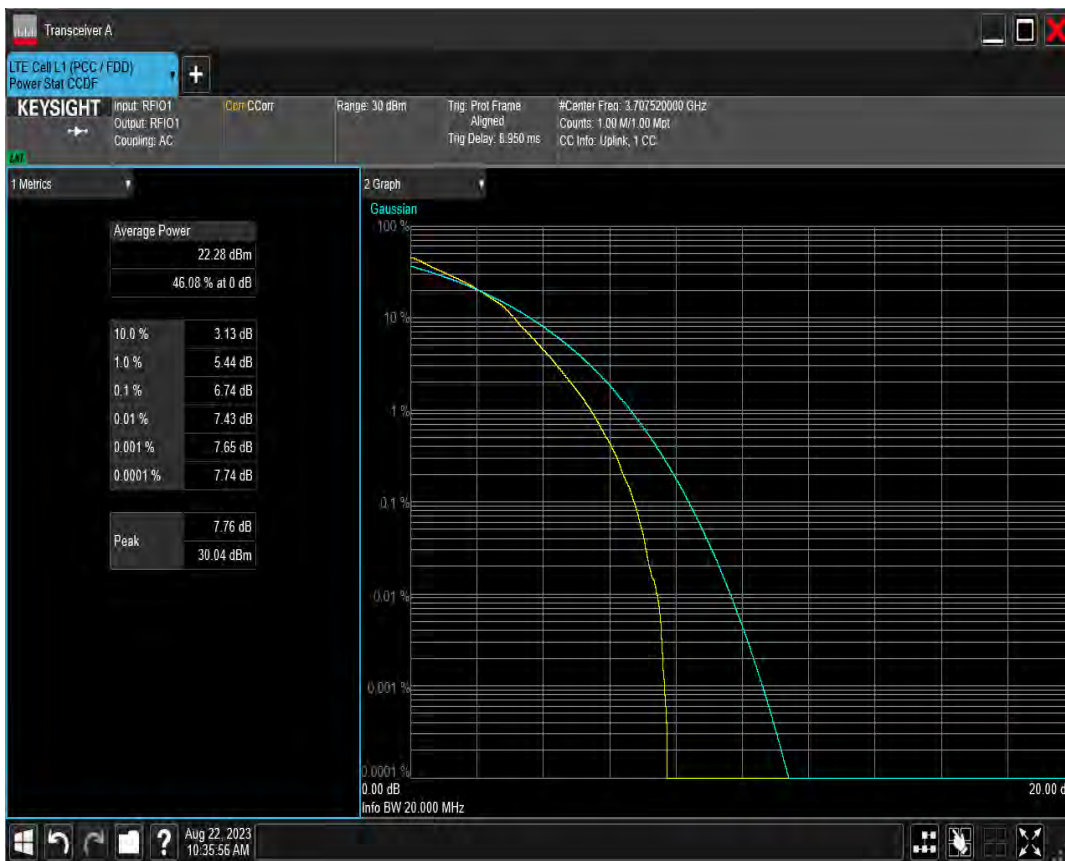 Transceiver A
LTE Cell L1 (PCC / FDD)
Power Stat CCDF
KEYSIGHT
Input: RFIO1
Output: RFIO1
Coupling: AC
Corr CCorr
Range: 30 dBm
Trig: Prot Frame
Aligned
Trig Delay: 8.950 ms
#Center Freq: 3.707520000 GHz
Counts: 1.00 M/1.00 Mpt
CC Info: Uplink, 1 CC
1 Metrics
Average Power
22.28 dBm
46.08 % at 0 dB
10.0 % 3.13 dB
1.0 % 5.44 dB
0.1 % 6.74 dB
0.01 % 7.43 dB
0.001 % 7.65 dB
0.0001 % 7.74 dB
Peak
7.76 dB
30.04 dBm
2 Graph
Gaussian
100 %
10 %
1 %
0.1 %
0.01 %
0.001 %
0.0001 %
0.00 dB
20.00 d
Info BW 20.000 MHz
?
Aug 22, 2023
10:35:56 AM